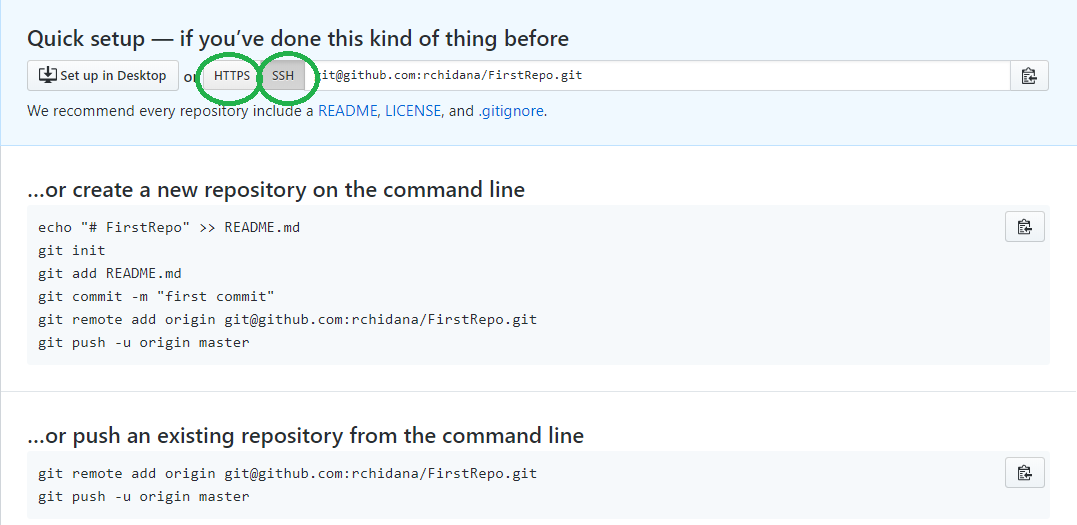 Quick setup — if you’ve done this kind of thing before
Set up in Desktop or HTTPS SSH git@github.com:rchidana/FirstRepo.git
We recommend every repository include a README, LICENSE, and .gitignore.
…or create a new repository on the command line
echo "# FirstRepo" >> README.md
git init
git add README.md
git commit -m "first commit"
git remote add origin git@github.com:rchidana/FirstRepo.git
git push -u origin master
…or push an existing repository from the command line
git remote add origin git@github.com:rchidana/FirstRepo.git
git push -u origin master